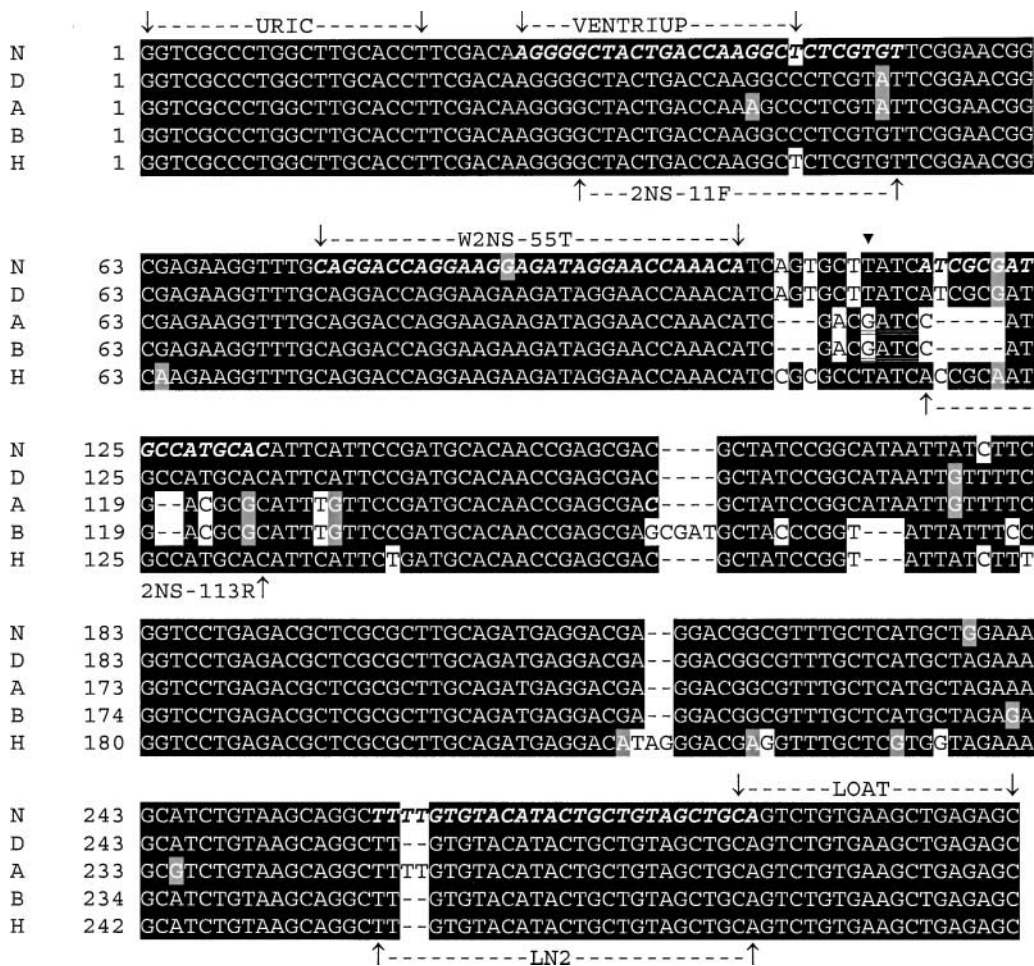 ↓-------URIC-------↓ ↓---VENTRIUP---------↓
N 1 GGTCGCCCTGGCTTGCACCTTCGACAAGGGGCTACTGACCAAGGCTCTCGTGTTCGGAACGG
D 1 GGTCGCCCTGGCTTGCACCTTCGACAAGGGGCTACTGACCAAGGCCCTCGTATTCGGAACGG
A 1 GGTCGCCCTGGCTTGCACCTTCGACAAGGGGCTACTGACCAAAGCCCTCGTATTCGGAACGG
B 1 GGTCGCCCTGGCTTGCACCTTCGACAAGGGGCTACTGACCAAGGCCCTCGTGTTCGGAACGG
H 1 GGTCGCCCTGGCTTGCACCTTCGACAAGGGGCTACTGACCAAGGCTCTCGTGTTCGGAACGG
↑---2NS-11F-----------↑
↓---------W2NS-55T-----------↓ ▼
N 63 CGAGAAGGTTTGCAGGACCAGGAAGGAGATAGGAACCAAACATCAGTGCTTATCATCGCGAT
D 63 CGAGAAGGTTTGCAGGACCAGGAAGAAGATAGGAACCAAACATCAGTGCTTATCATCGCGAT
A 63 CGAGAAGGTTTGCAGGACCAGGAAGAAGATAGGAACCAAACATC---GACGATCC-----AT
B 63 CGAGAAGGTTTGCAGGACCAGGAAGAAGATAGGAACCAAACATC---GACGATCC-----AT
H 63 CAAGAAGGTTTGCAGGACCAGGAAGAAGATAGGAACCAAACATCCGCGCCTATCACCGCAAT
↑-------
N 125 GCCATGCACATTCATTCCGATGCACAACCGAGCGAC----GCTATCCGGCATAATTATCTTC
D 125 GCCATGCACATTCATTCCGATGCACAACCGAGCGAC----GCTATCCGGCATAATTGTTTTC
A 119 G--ACGCGCATTTGTTCCGATGCACAACCGAGCGAC----GCTATCCGGCATAATTGTTTTC
B 119 G--ACGCGCATTTGTTCCGATGCACAACCGAGCGAGCGATGCTACCCGGT---ATTATTTCC
H 125 GCCATGCACATTCATTCTGATGCACAACCGAGCGAC----GCTATCCGGT---ATTATCTTT
2NS-113R↑
N 183 GGTCCTGAGACGCTCGCGCTTGCAGATGAGGACGA--GGACGGCGTTTGCTCATGCTGGAAA
D 183 GGTCCTGAGACGCTCGCGCTTGCAGATGAGGACGA--GGACGGCGTTTGCTCATGCTAGAAA
A 173 GGTCCTGAGACGCTCGCGCTTGCAGATGAGGACGA--GGACGGCGTTTGCTCATGCTAGAAA
B 174 GGTCCTGAGACGCTCGCGCTTGCAGATGAGGACGA--GGACGGCGTTTGCTCATGCTAGAGA
H 180 GGTCCTGAGACGCTCGCGCTTGCAGATGAGGACATAGGGACGAGGTTTGCTCGTGGTAGAAA
↓------LOAT--------↓
N 243 GCATCTGTAAGCAGGCTTTTGTGTACATACTGCTGTAGCTGCAGTCTGTGAAGCTGAGAGC
D 243 GCATCTGTAAGCAGGCTT--GTGTACATACTGCTGTAGCTGCAGTCTGTGAAGCTGAGAGC
A 233 GCGTCTGTAAGCAGGCTTTTGTGTACATACTGCTGTAGCTGCAGTCTGTGAAGCTGAGAGC
B 234 GCATCTGTAAGCAGGCTT--GTGTACATACTGCTGTAGCTGCAGTCTGTGAAGCTGAGAGC
H 242 GCATCTGTAAGCAGGCTT--GTGTACATACTGCTGTAGCTGCAGTCTGTGAAGCTGAGAGC
↑----------LN2------------↑